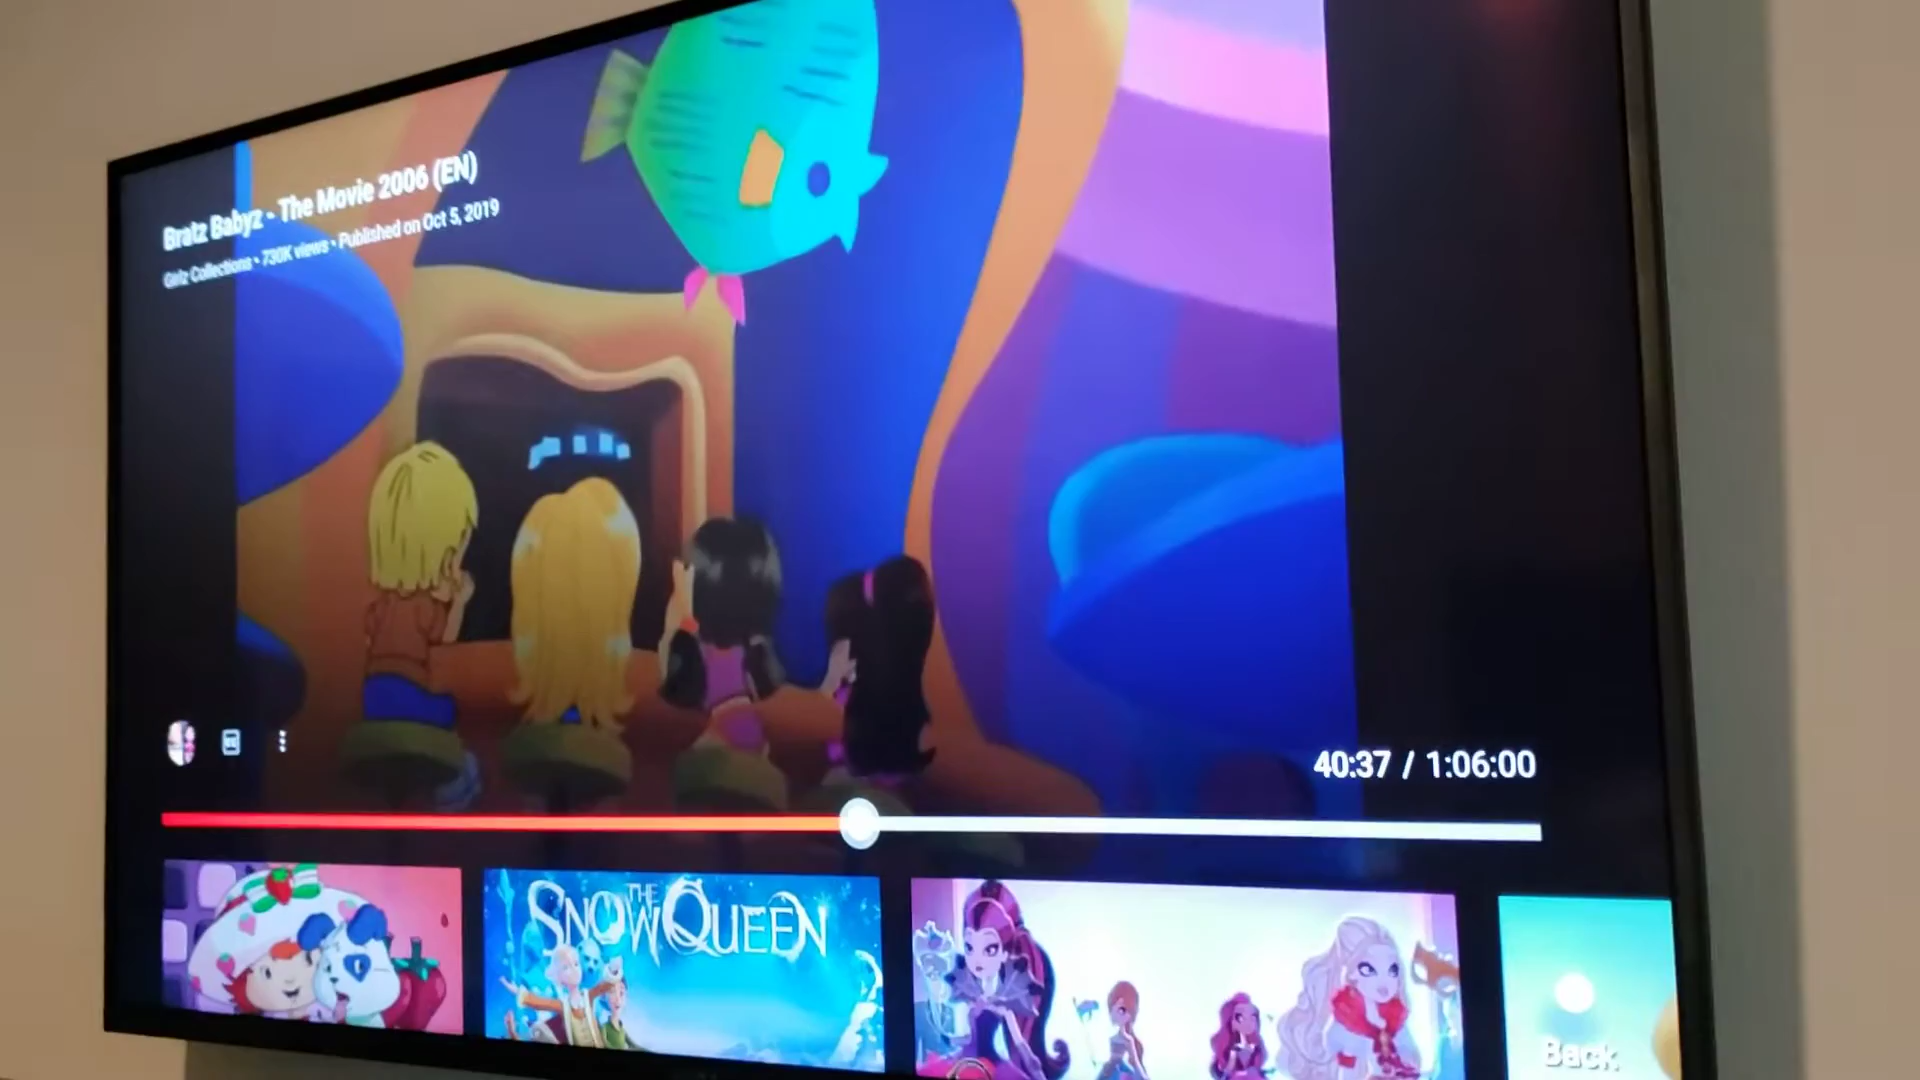 Bratz Babyz - The Movie 2006 (EN)
Girlz Collections • 730K views • Published on Oct 5, 2019
40:37 / 1:06:00
THE
SNOW QUEEN
Back